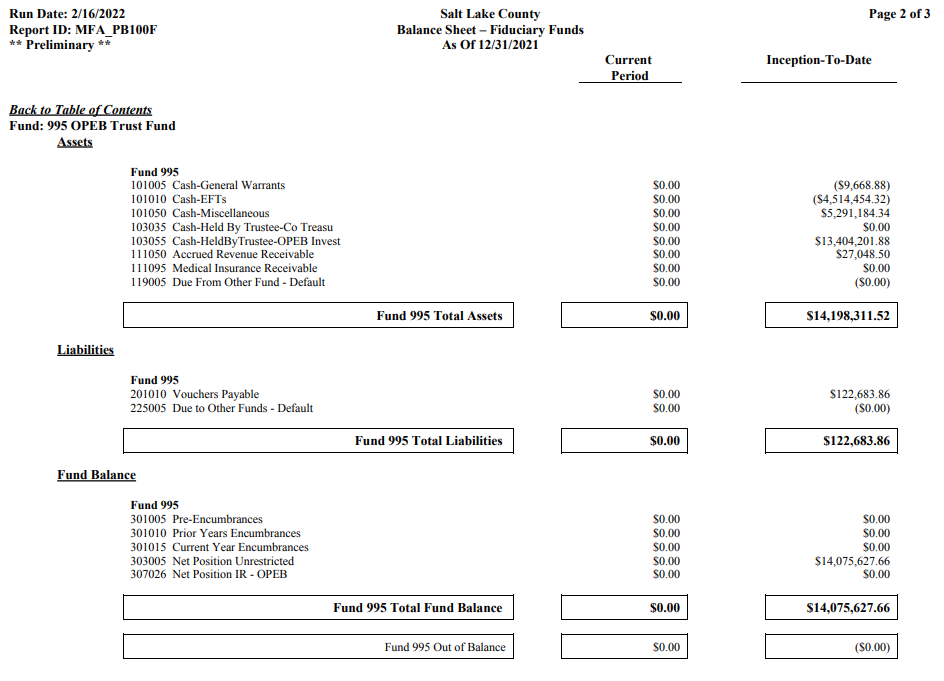 Run Date: 2/16/2022 Salt Lake County Page 2 of 3
Report ID: MFA_PB100F Balance Sheet – Fiduciary Funds
** Preliminary ** As Of 12/31/2021
Current Inception-To-Date
Period
Back to Table of Contents
Fund: 995 OPEB Trust Fund
Assets
Fund 995
101005 Cash-General Warrants $0.00 ($9,668.88)
101010 Cash-EFTs $0.00 ($4,514,454.32)
101050 Cash-Miscellaneous $0.00 $5,291,184.34
103035 Cash-Held By Trustee-Co Treasu $0.00 $0.00
103055 Cash-HeldByTrustee-OPEB Invest $0.00 $13,404,201.88
111050 Accrued Revenue Receivable $0.00 $27,048.50
111095 Medical Insurance Receivable $0.00 $0.00
119005 Due From Other Fund - Default $0.00 ($0.00)
Fund 995 Total Assets $0.00 $14,198,311.52
Liabilities
Fund 995
201010 Vouchers Payable $0.00 $122,683.86
225005 Due to Other Funds - Default $0.00 ($0.00)
Fund 995 Total Liabilities $0.00 $122,683.86
Fund Balance
Fund 995
301005 Pre-Encumbrances $0.00 $0.00
301010 Prior Years Encumbrances $0.00 $0.00
301015 Current Year Encumbrances $0.00 $0.00
303005 Net Position Unrestricted $0.00 $14,075,627.66
307026 Net Position IR - OPEB $0.00 $0.00
Fund 995 Total Fund Balance $0.00 $14,075,627.66
Fund 995 Out of Balance $0.00 ($0.00)